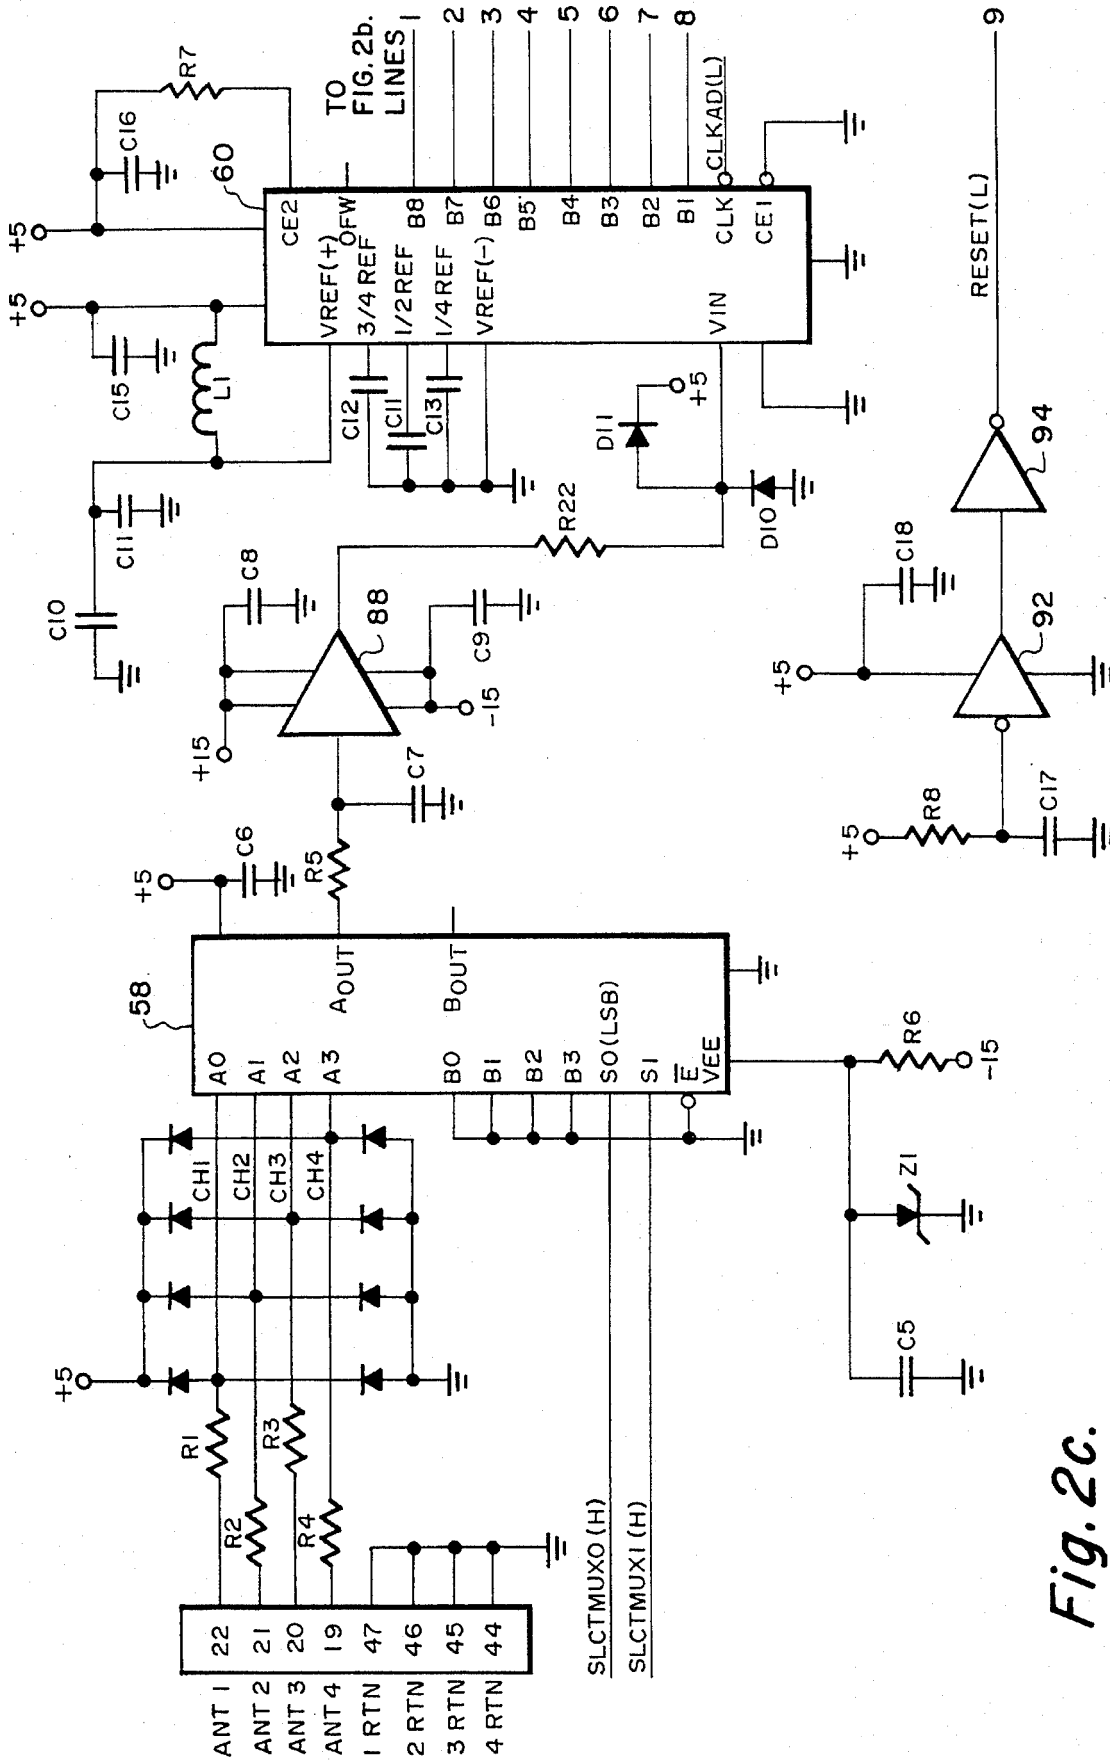 ANT 1 22
ANT 2 21
ANT 3 20
ANT 4 19
1 RTN 47
2 RTN 46
3 RTN 45
4 RTN 44
R1
R2
R3
R4
+5
CH1
CH2
CH3
CH4
SLCTMUX0 (H)
SLCTMUX1 (H)
58
A0
A1
A2
A3
B0
B1
B2
B3
S0 (LSB)
S1
E
VEE
AOUT
BOUT
C5
Z1
R6
-15
+5
C6
R5
C7
+15
C8
88
C9
-15
R22
C10
C11
L1
C15
+5
+5
C16
R7
60
C12
C11
C13
D11
+5
D10
VREF(+)
3/4 REF
1/2 REF
1/4 REF
VREF(-)
VIN
CE2
OFW
B8
B7
B6
B5
B4
B3
B2
B1
CLK
CE1
CLKAD(L)
TO
FIG. 2b.
LINES
1
2
3
4
5
6
7
8
+5
R8
C17
+5
C18
92
94
RESET(L)
9
Fig. 2c.